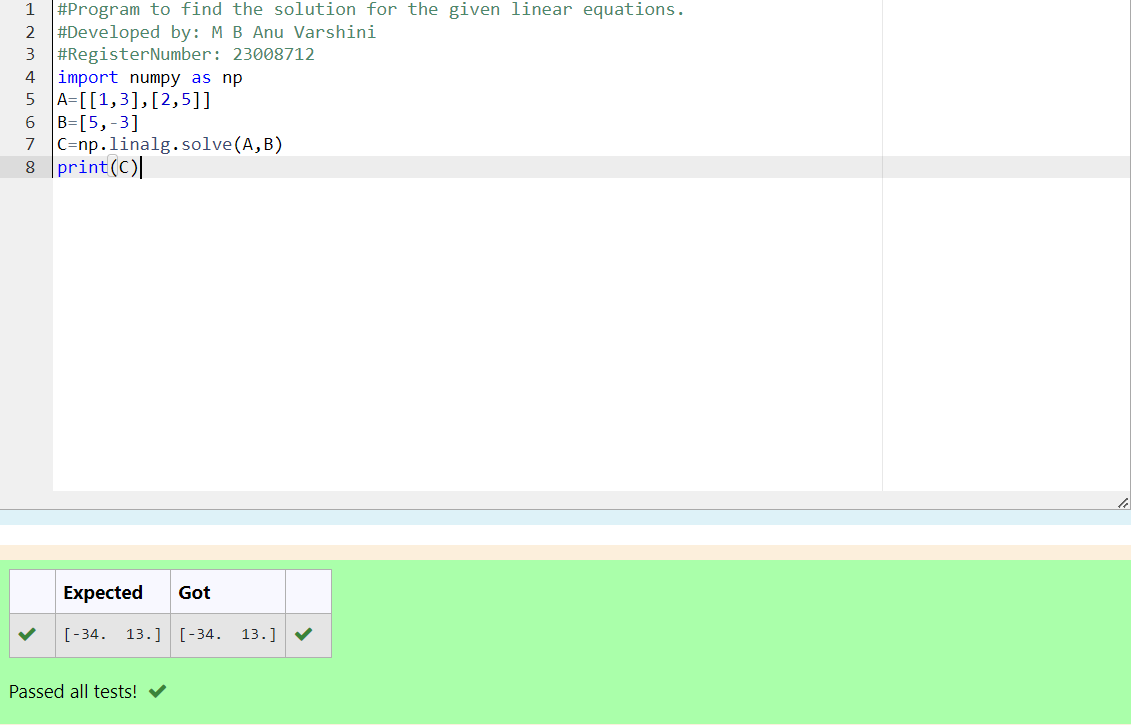 1 #Program to find the solution for the given linear equations.
2 #Developed by: M B Anu Varshini
3 #RegisterNumber: 23008712
4 import numpy as np
5 A=[[1,3],[2,5]]
6 B=[5,-3]
7 C=np.linalg.solve(A,B)
8 print(C)
Expected Got
[-34.  13.] [-34.  13.]
Passed all tests!